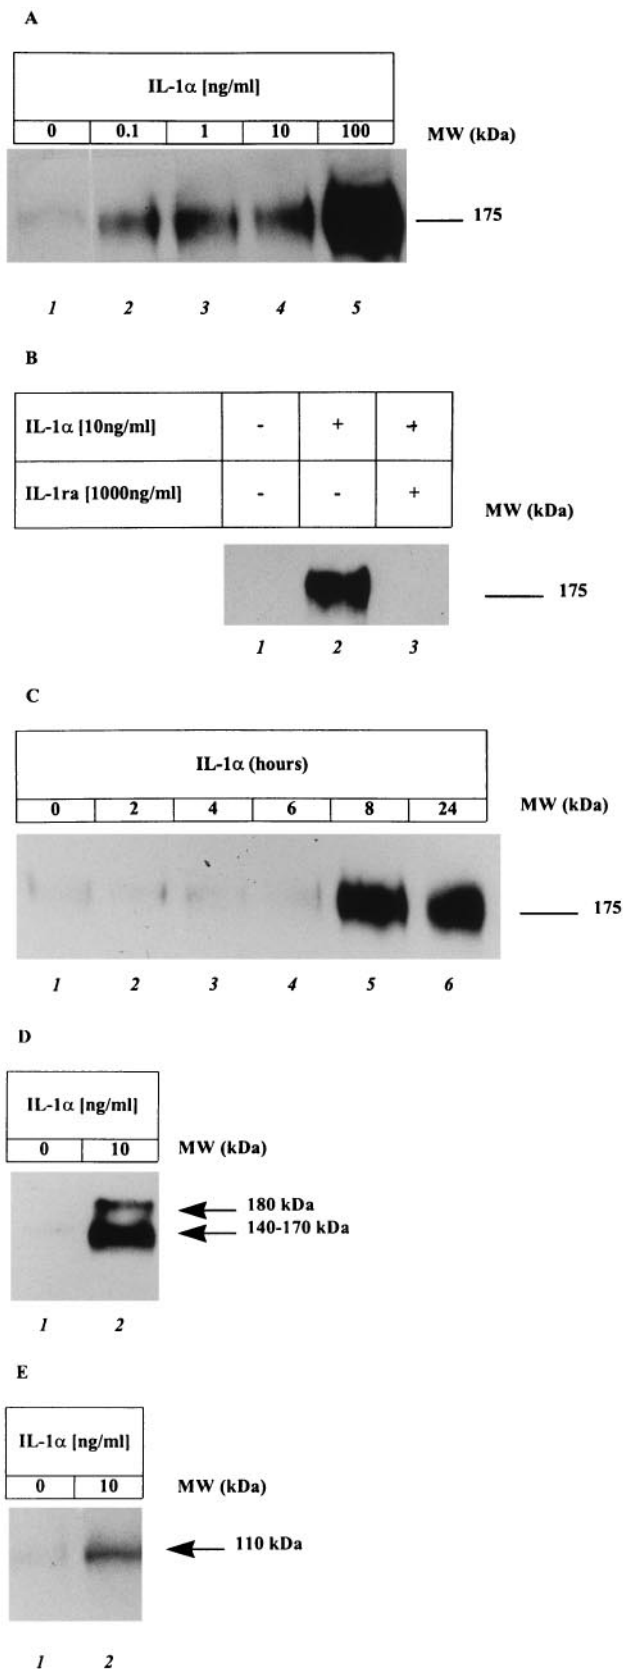 A
IL-1α [ng/ml]
0 0.1 1 10 100 MW (kDa)
175
1 2 3 4 5
B
IL-1α [10ng/ml] - + +
IL-1ra [1000ng/ml] - - +
MW (kDa)
175
1 2 3
C
IL-1α (hours)
0 2 4 6 8 24 MW (kDa)
175
1 2 3 4 5 6
D
IL-1α [ng/ml]
0 10 MW (kDa)
180 kDa
140-170 kDa
1 2
E
IL-1α [ng/ml]
0 10 MW (kDa)
110 kDa
1 2